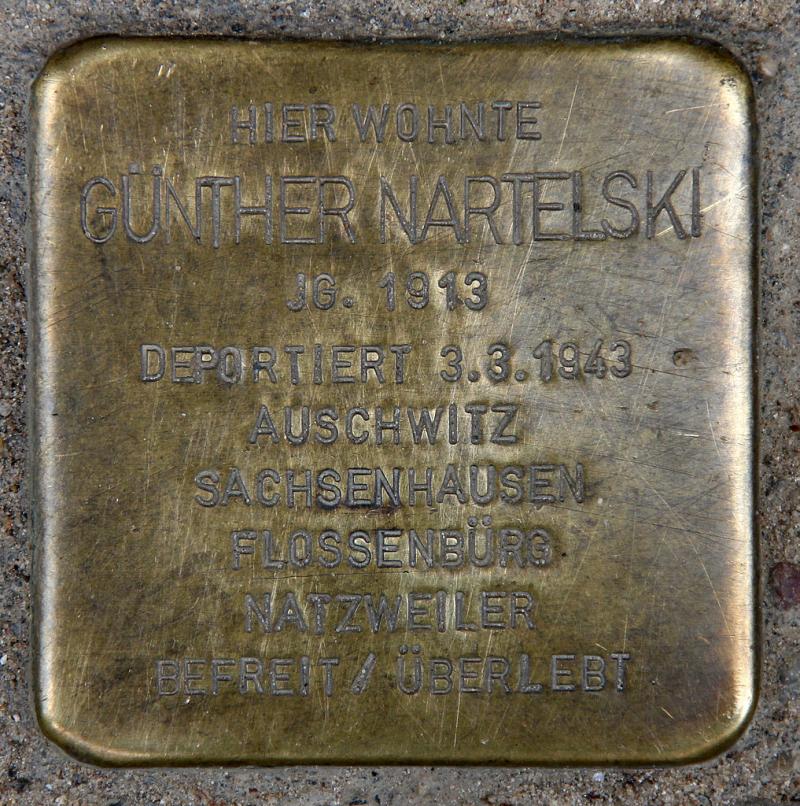 HIER WOHNTE
GÜNTHER NARTELSKI
JG. 1913
DEPORTIERT 3.3.1943
AUSCHWITZ
SACHSENHAUSEN
FLOSSENBÜRG
NATZWEILER
BEFREIT / ÜBERLEBT